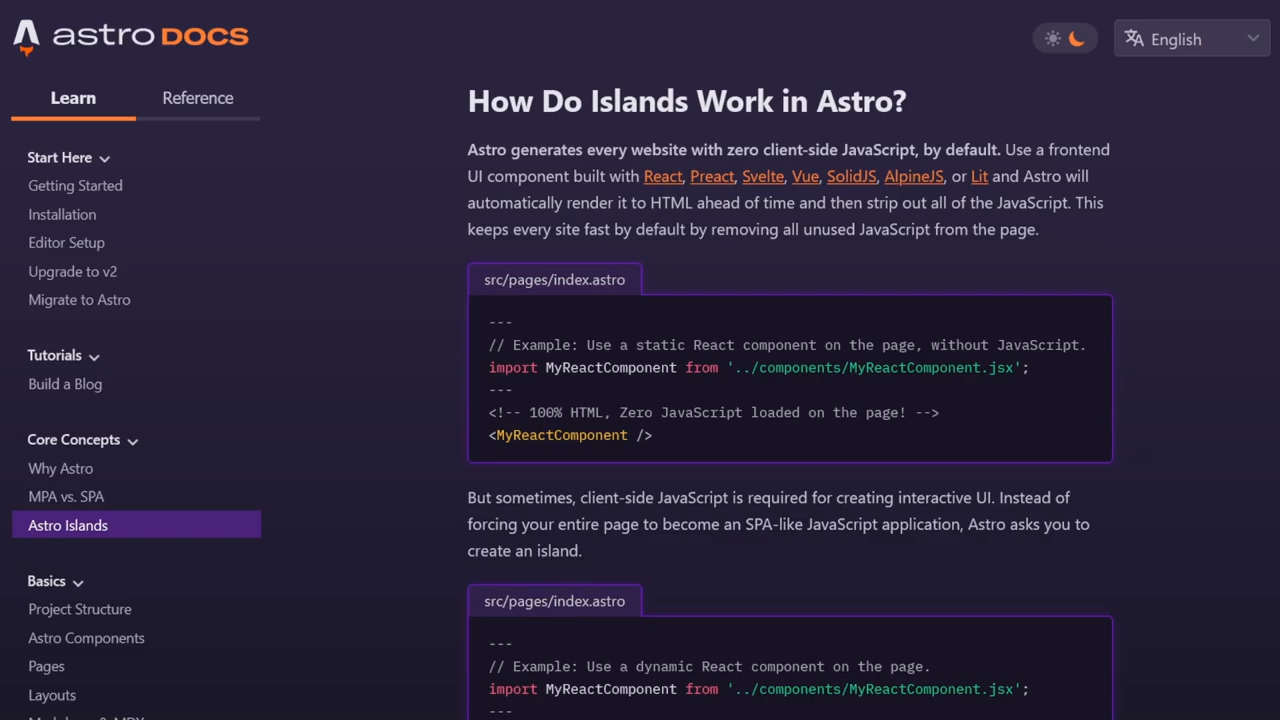 astro DOCS
English
Learn
Reference
Start Here
Getting Started
Installation
Editor Setup
Upgrade to v2
Migrate to Astro
Tutorials
Build a Blog
Core Concepts
Why Astro
MPA vs. SPA
Astro Islands
Basics
Project Structure
Astro Components
Pages
Layouts
Markdown & MDX
How Do Islands Work in Astro?
Astro generates every website with zero client-side JavaScript, by default. Use a frontend
UI component built with React, Preact, Svelte, Vue, SolidJS, AlpineJS, or Lit and Astro will
automatically render it to HTML ahead of time and then strip out all of the JavaScript. This
keeps every site fast by default by removing all unused JavaScript from the page.
src/pages/index.astro
---
// Example: Use a static React component on the page, without JavaScript.
import MyReactComponent from '../components/MyReactComponent.jsx';
---
<!-- 100% HTML, Zero JavaScript loaded on the page! -->
<MyReactComponent />
But sometimes, client-side JavaScript is required for creating interactive UI. Instead of
forcing your entire page to become an SPA-like JavaScript application, Astro asks you to
create an island.
src/pages/index.astro
---
// Example: Use a dynamic React component on the page.
import MyReactComponent from '../components/MyReactComponent.jsx';
---